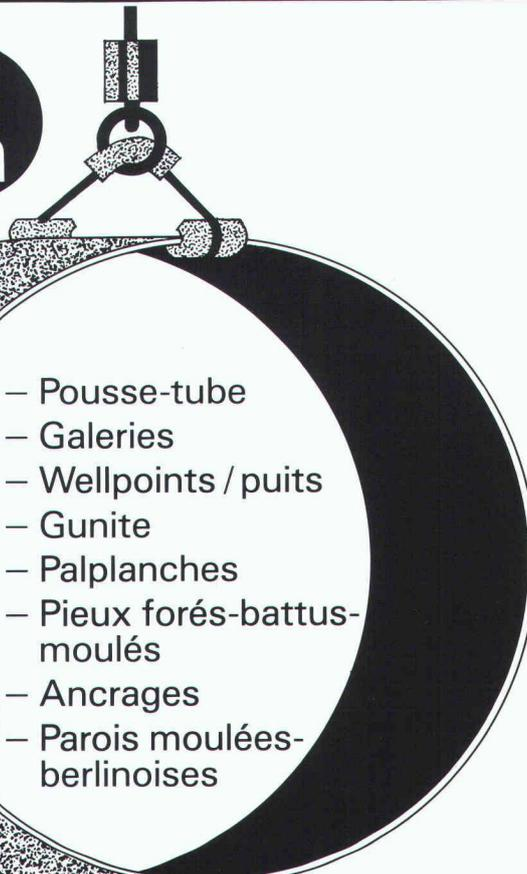 – Pousse-tube
– Galeries
– Wellpoints / puits
– Gunite
– Palplanches
– Pieux forés-battus-
moulés
– Ancrages
– Parois moulées-
berlinoises